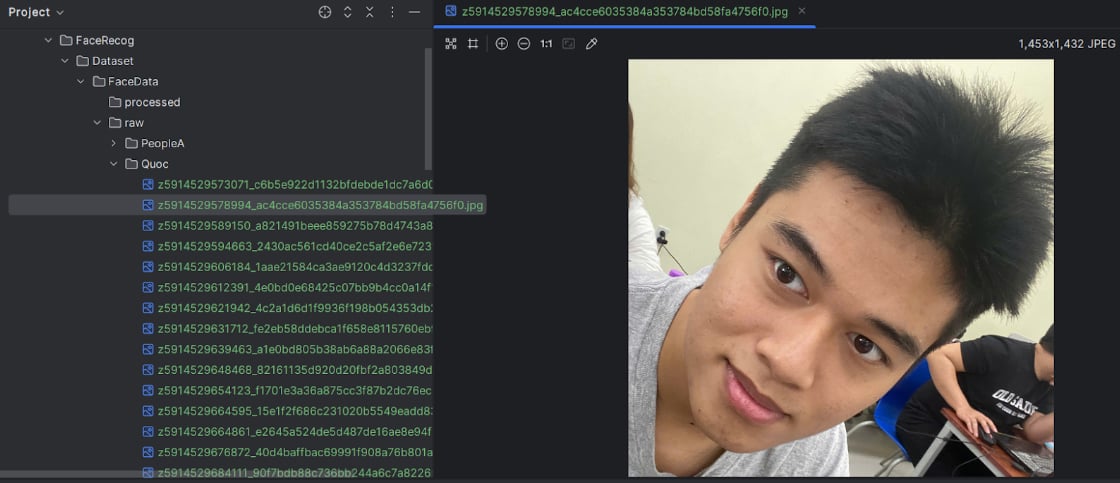 Project
FaceRecog
Dataset
FaceData
processed
raw
PeopleA
Quoc
z5914529573071_c6b5e922d1132bfdebde1dc7a6d0
z5914529578994_ac4cce6035384a353784bd58fa4756f0.jpg
z5914529589150_a821491beee859275b78d4743a8
z5914529594663_2430ac561cd40ce2c5af2e6e723
z5914529606184_1aae21584ca3ae9120c4d3237fdc
z5914529612391_4e0bd0e68425c07bb9b4cc0a14f
z5914529621942_4c2a1d6d1f9936f198b054353db
z5914529631712_fe2eb58ddebca1f658e8115760eb
z5914529639463_a1e0bd805b38ab6a88a2066e83
z5914529648468_82161135d920d20fbf2a803849d
z5914529654123_f1701e3a36a875cc3f87b2dc76ec
z5914529664595_15e1f2f686c231020b5549eadd8
z5914529664861_e2645a524de5d487de16ae8e94f
z5914529676872_40d4baffbac69991f908a76b801a
z5914529684111_90f7bdb88c736bb244a6c7a8226
z5914529578994_ac4cce6035384a353784bd58fa4756f0.jpg
1:1
1,453x1,432 JPEG